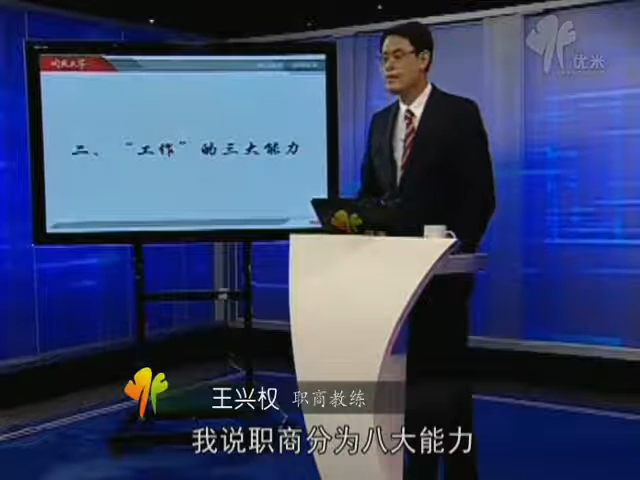 优米
二、“工作”的三大能力
王兴权 职商教练
我说职商分为八大能力